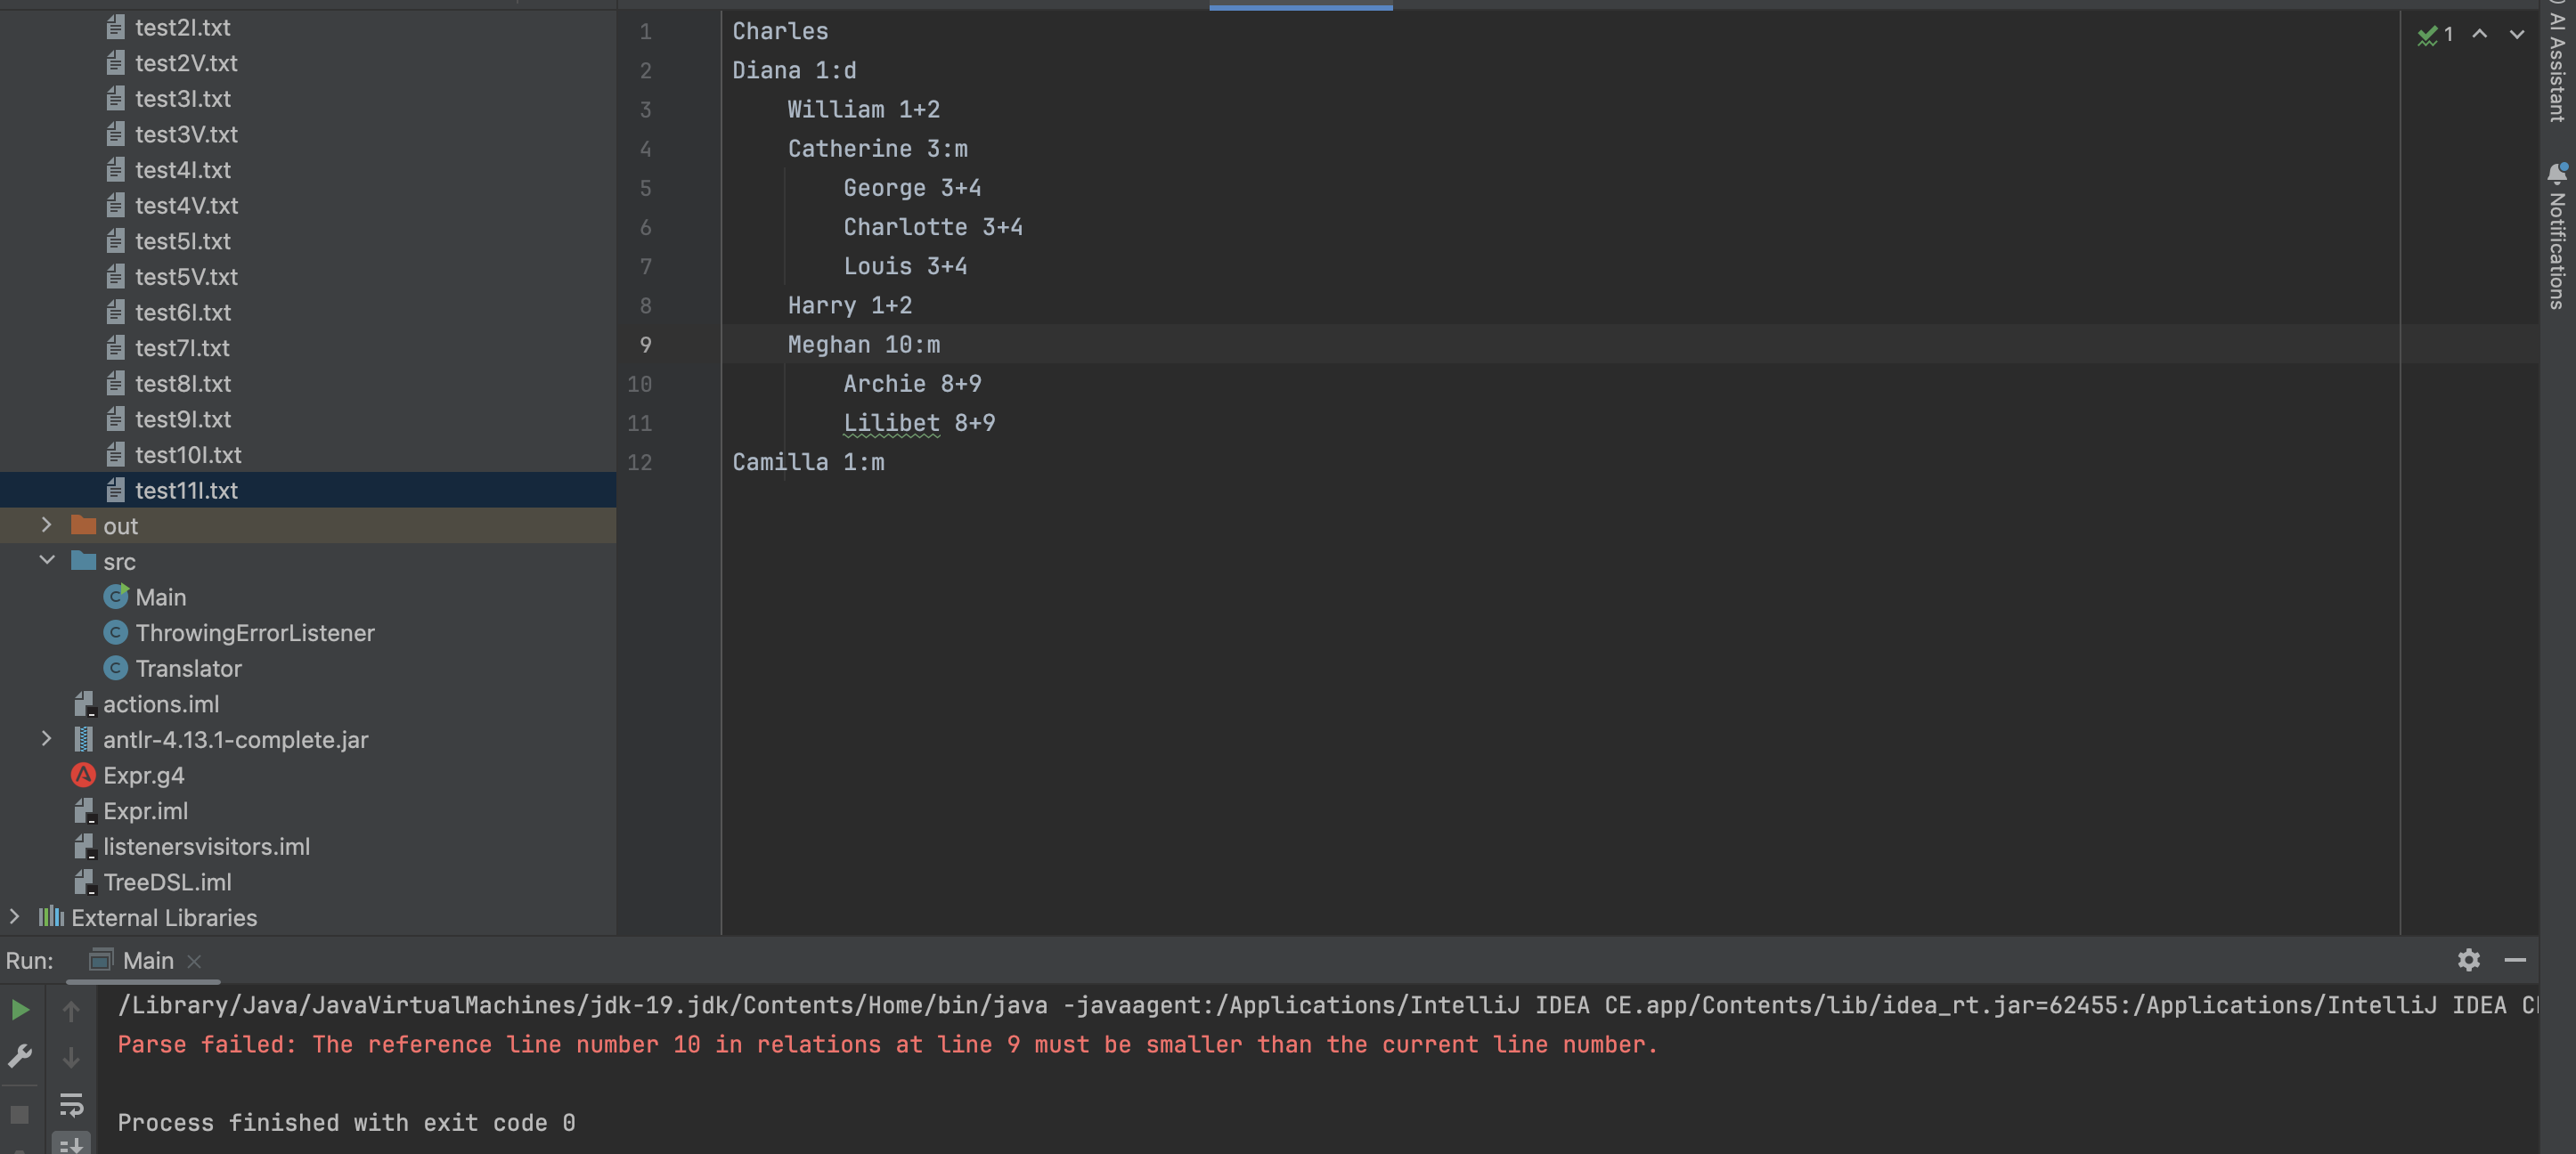 test2I.txt
test2V.txt
test3I.txt
test3V.txt
test4I.txt
test4V.txt
test5I.txt
test5V.txt
test6I.txt
test7I.txt
test8I.txt
test9I.txt
test10I.txt
test11I.txt
out
src
Main
ThrowingErrorListener
Translator
actions.iml
antlr-4.13.1-complete.jar
Expr.g4
Expr.iml
listenersvisitors.iml
TreeDSL.iml
External Libraries
1 Charles
2 Diana 1:d
3 William 1+2
4 Catherine 3:m
5 George 3+4
6 Charlotte 3+4
7 Louis 3+4
8 Harry 1+2
9 Meghan 10:m
10 Archie 8+9
11 Lilibet 8+9
12 Camilla 1:m
1
AI Assistant
Notifications
Run: Main
/Library/Java/JavaVirtualMachines/jdk-19.jdk/Contents/Home/bin/java -javaagent:/Applications/IntelliJ IDEA CE.app/Contents/lib/idea_rt.jar=62455:/Applications/IntelliJ IDEA
Parse failed: The reference line number 10 in relations at line 9 must be smaller than the current line number.
Process finished with exit code 0